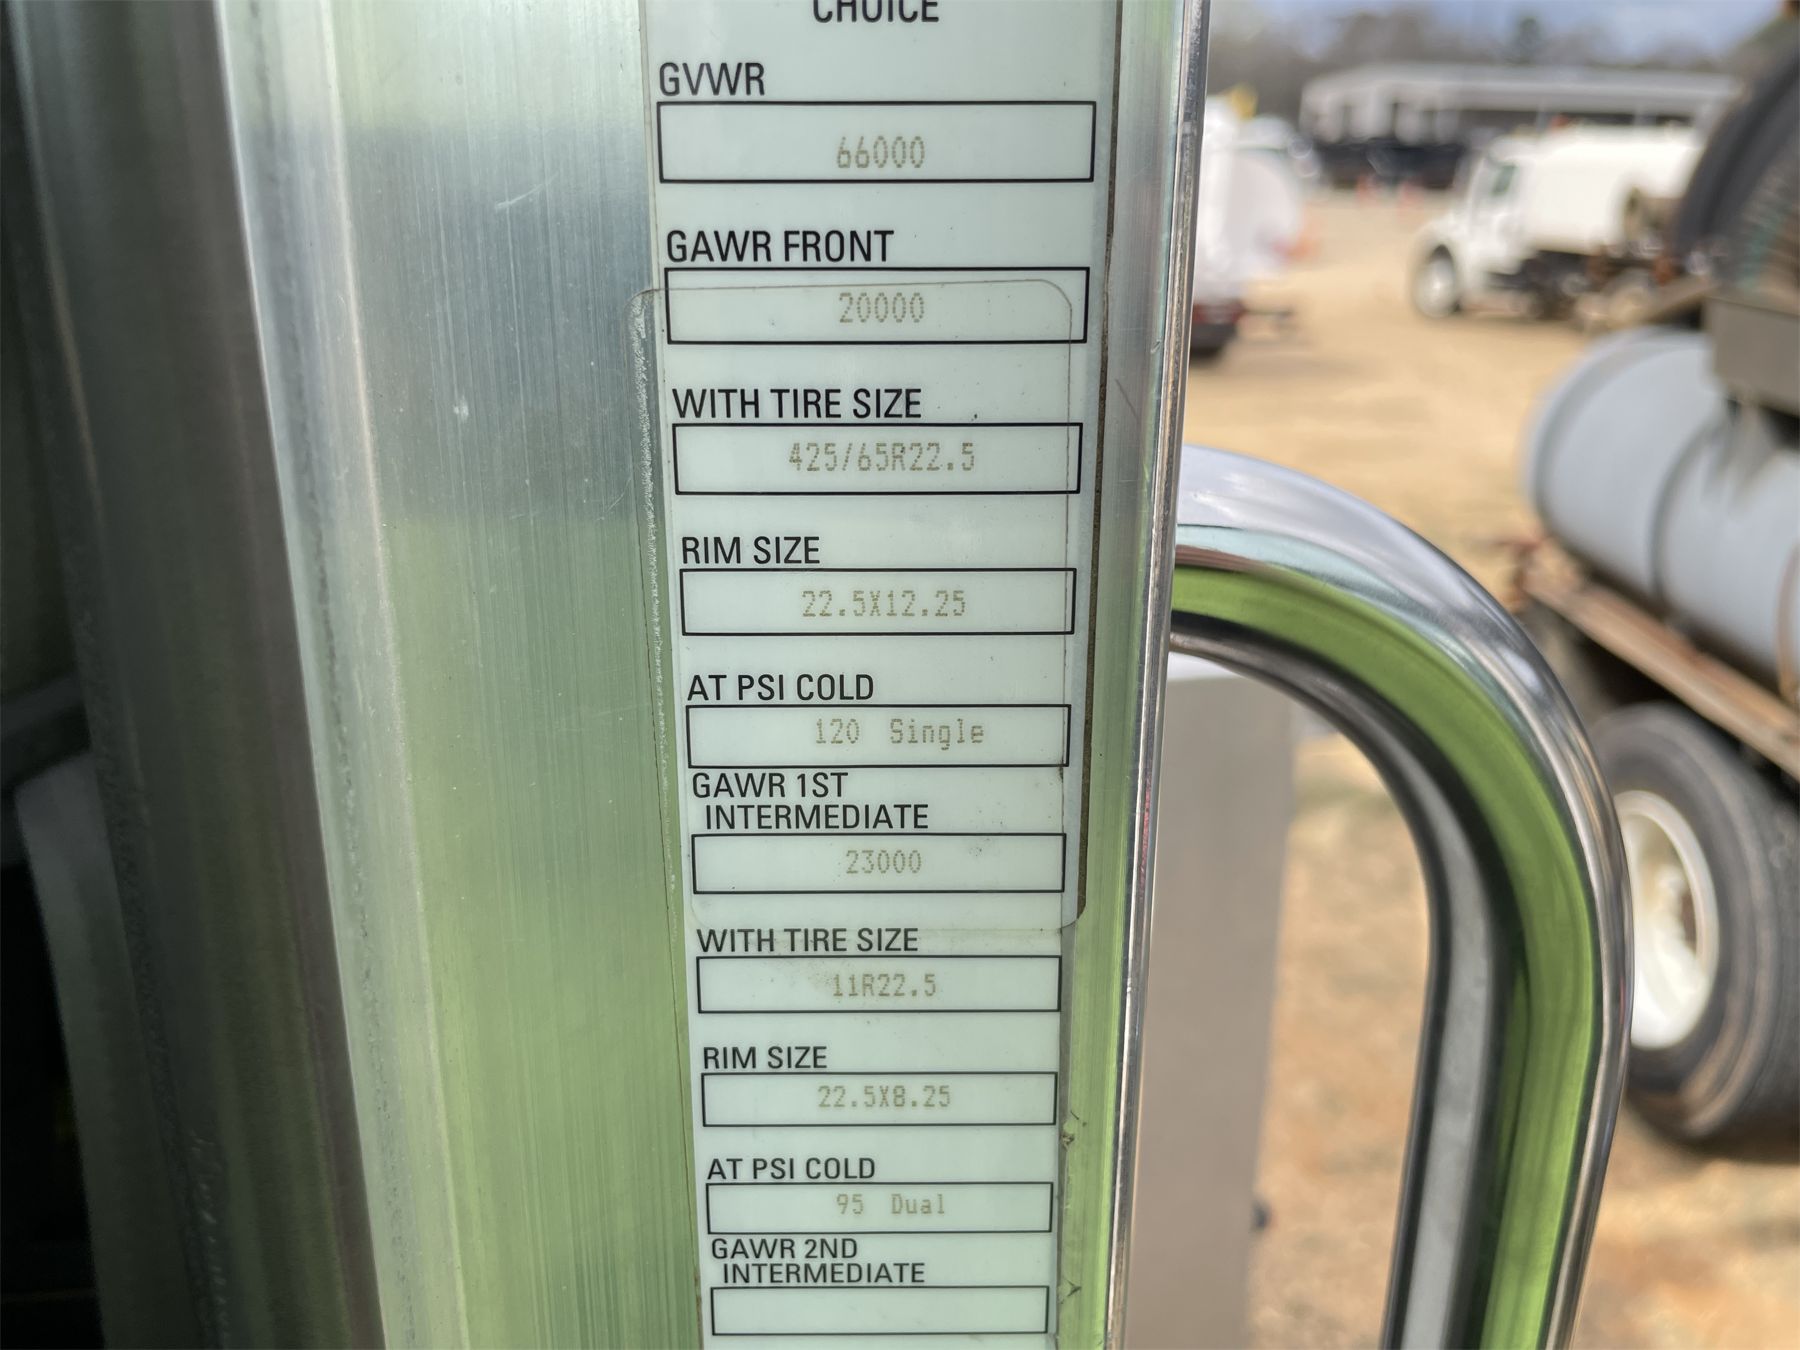 CHOICE
GVWR
66000
GAWR FRONT
20000
WITH TIRE SIZE
425/65R22.5
RIM SIZE
22.5X12.25
AT PSI COLD
120 Single
GAWR 1ST
INTERMEDIATE
23000
WITH TIRE SIZE
11R22.5
RIM SIZE
22.5X8.25
AT PSI COLD
95 Dual
GAWR 2ND
INTERMEDIATE